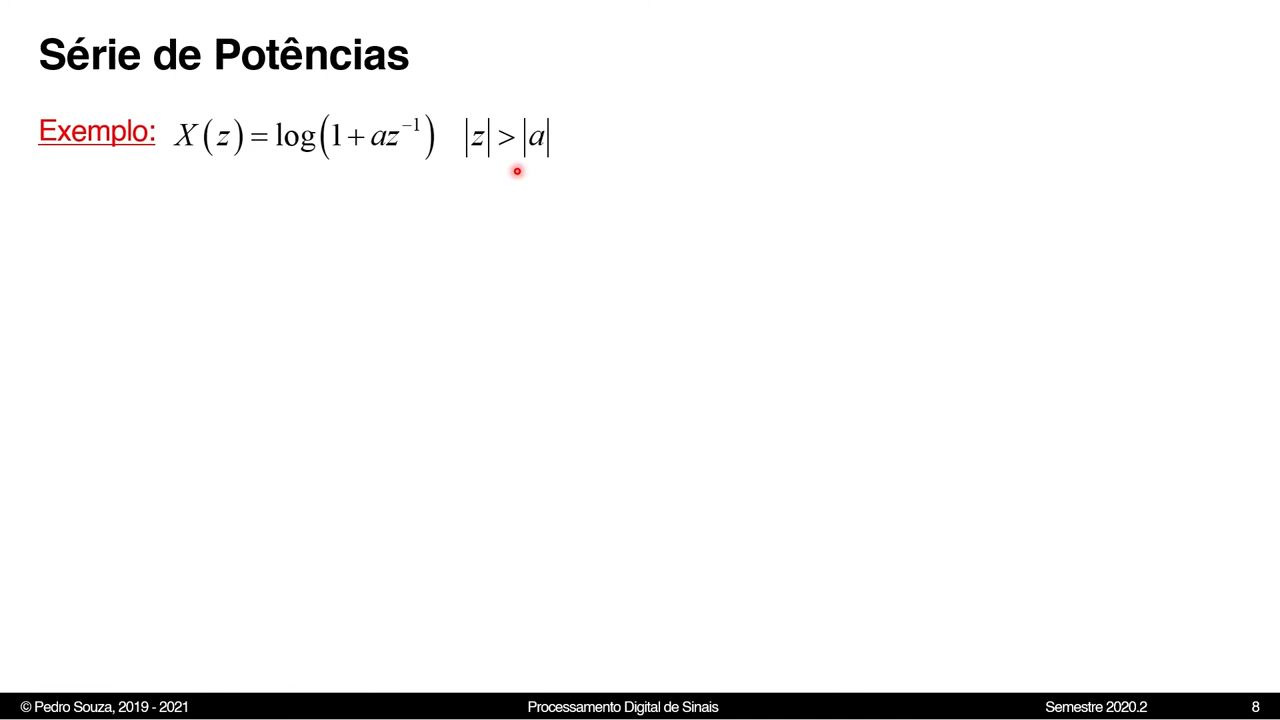 Série de Potências
Exemplo: X(z) = log(1 + az⁻¹) |z| > |a|
© Pedro Souza, 2019 - 2021 Processamento Digital de Sinais Semestre 2020.2 8